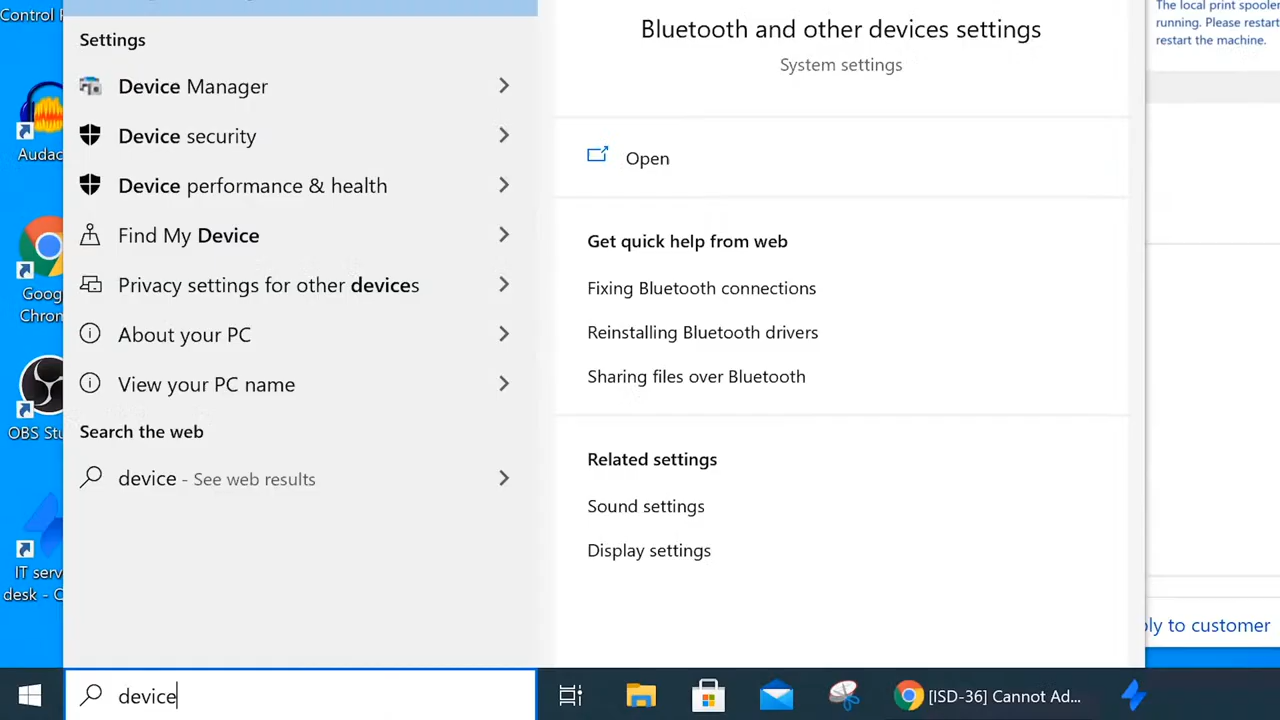 Control P
Settings
Device Manager
Device security
Device performance & health
Find My Device
Privacy settings for other devices
About your PC
View your PC name
Search the web
device - See web results
device
Bluetooth and other devices settings
System settings
Open
Get quick help from web
Fixing Bluetooth connections
Reinstalling Bluetooth drivers
Sharing files over Bluetooth
Related settings
Sound settings
Display settings
The local print spooler
running. Please restart
restart the machine.
ly to customer
Audac
Goog
Chrom
OBS Stu
IT serv
desk - C
[ISD-36] Cannot Ad...